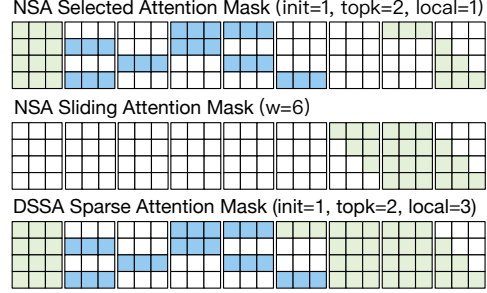 NSA Selected Attention Mask (init=1, topk=2, local=1)
NSA Sliding Attention Mask (w=6)
DSSA Sparse Attention Mask (init=1, topk=2, local=3)